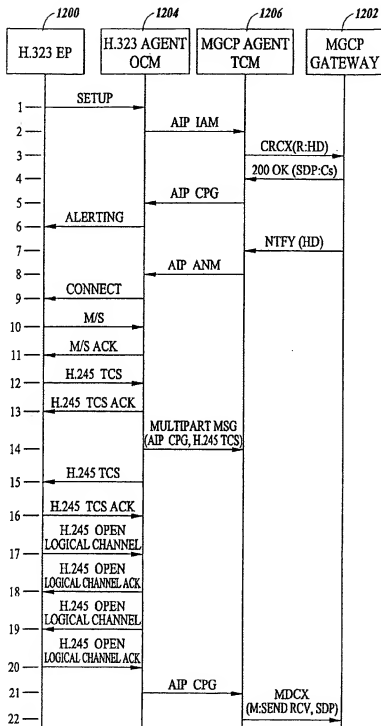 1200
1204
1206
1202
H.323 EP
H.323 AGENT
OCM
MGCP AGENT
TCM
MGCP
GATEWAY
1
SETUP
2
AIP IAM
3
CRCX(R:HD)
4
200 OK (SDP:Cs)
5
AIP CPG
6
ALERTING
7
NTFY (HD)
8
AIP ANM
9
CONNECT
10
M/S
11
M/S ACK
12
H.245 TCS
13
H.245 TCS ACK
14
MULTIPART MSG
(AIP CPG, H.245 TCS)
15
H.245 TCS
16
H.245 TCS ACK
17
H.245 OPEN
LOGICAL CHANNEL
18
H.245 OPEN
LOGICAL CHANNEL ACK
19
H.245 OPEN
LOGICAL CHANNEL
20
H.245 OPEN
LOGICAL CHANNEL ACK
21
AIP CPG
22
MDCX
(M:SEND RCV, SDP)